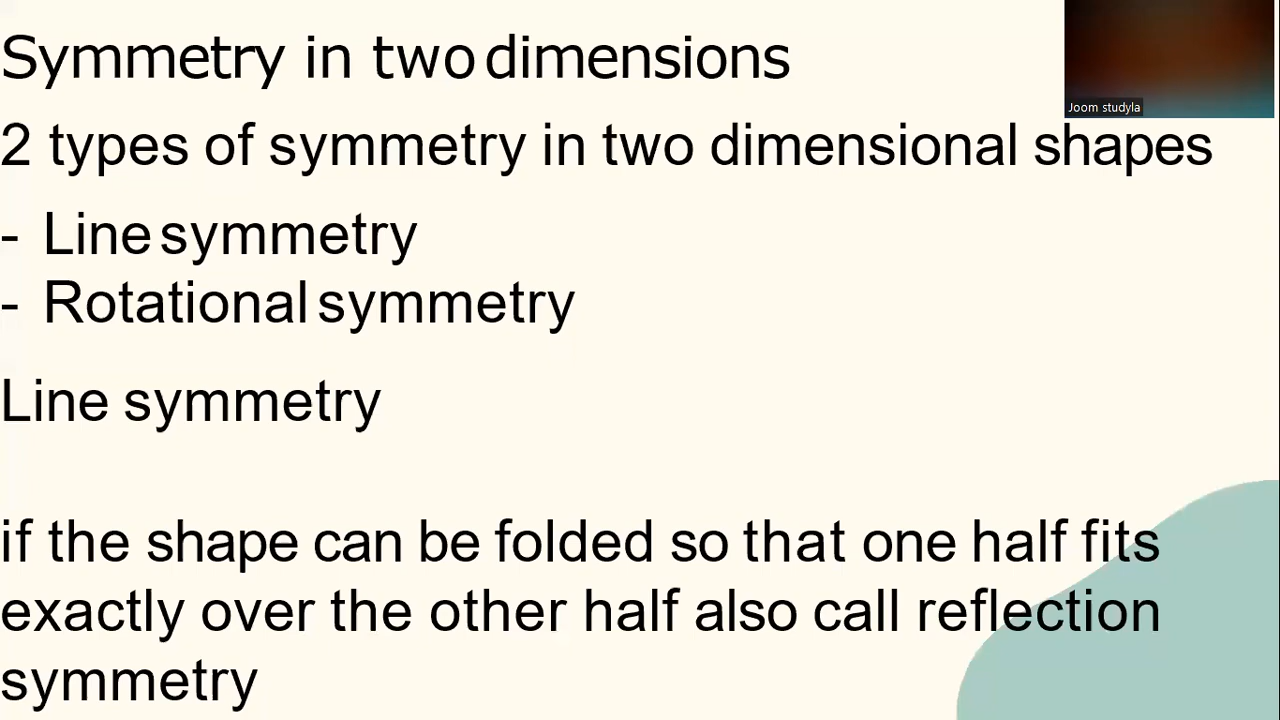 Symmetry in two dimensions
Joom studyla
2 types of symmetry in two dimensional shapes
- Line symmetry
- Rotational symmetry
Line symmetry
if the shape can be folded so that one half fits
exactly over the other half also call reflection
symmetry